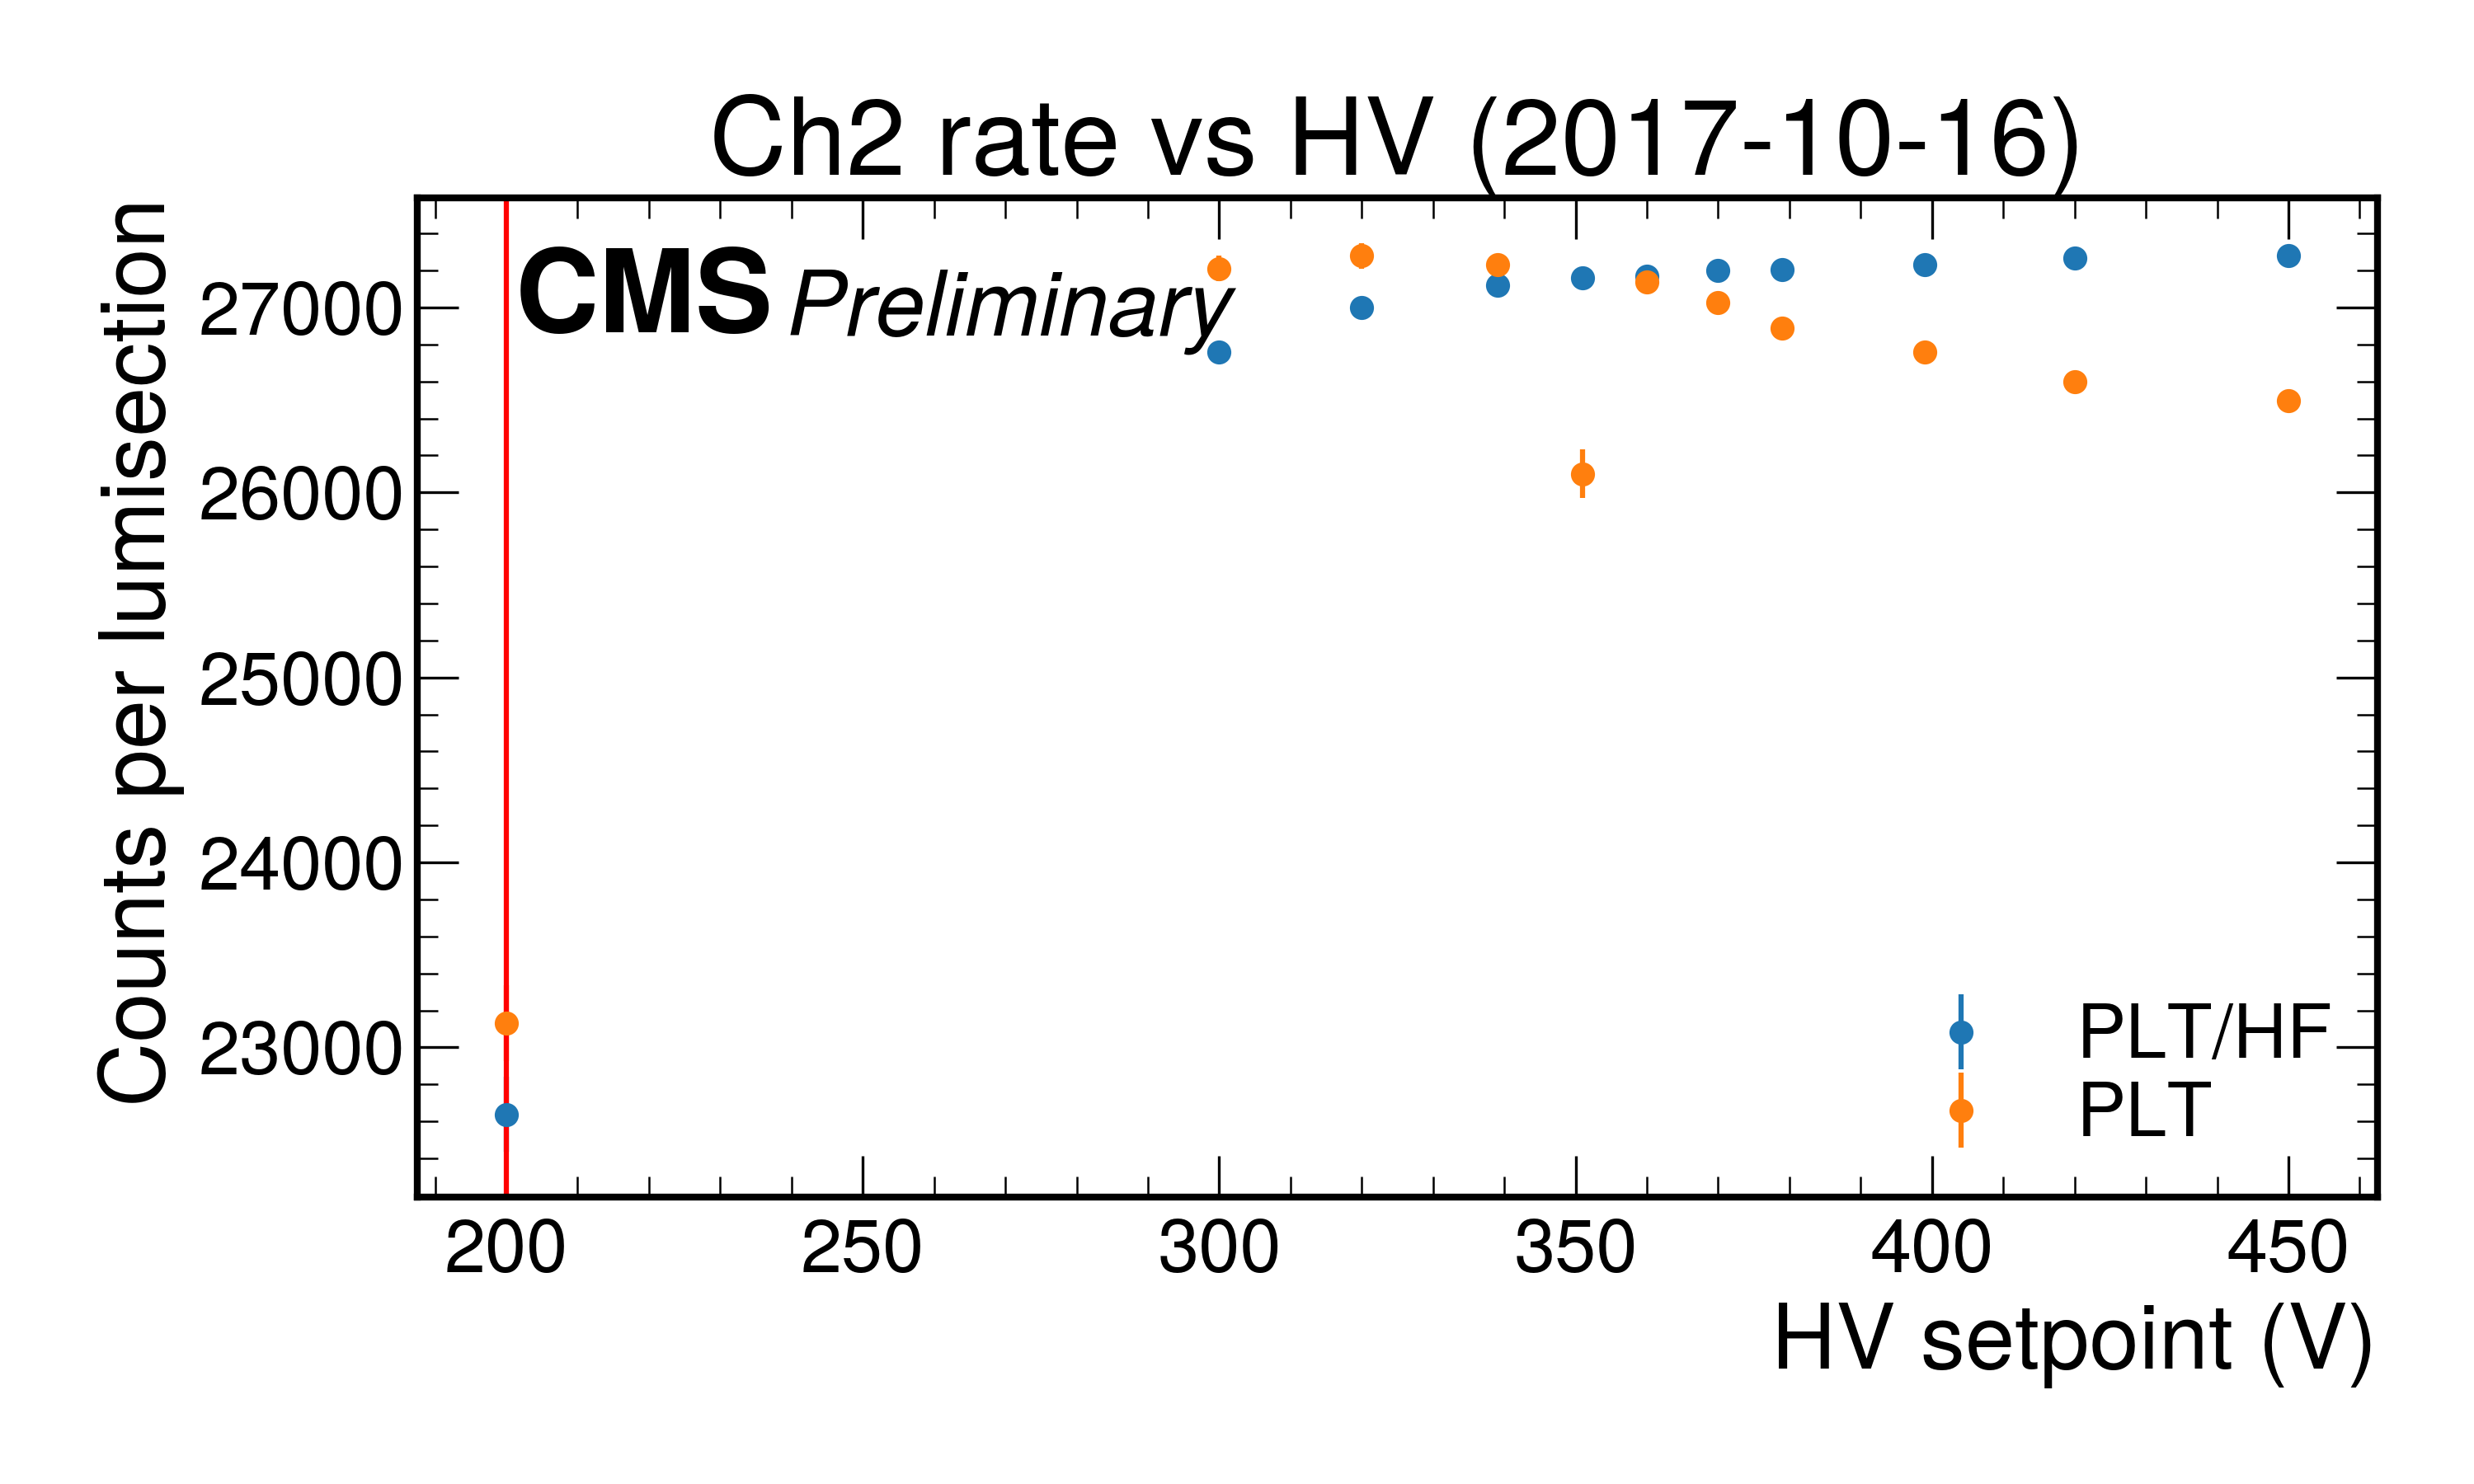 Ch2 rate vs HV (2017-10-16)
CMS Preliminary
Counts per lumisection
27000
26000
25000
24000
23000
PLT/HF
PLT
200 250 300 350 400 450
HV setpoint (V)